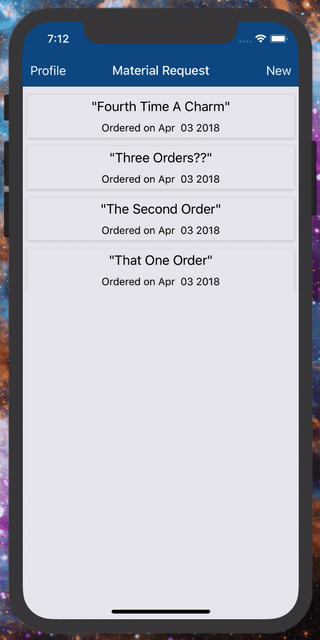 7:12
Profile Material Request New
"Fourth Time A Charm"
Ordered on Apr  03 2018
"Three Orders??"
Ordered on Apr  03 2018
"The Second Order"
Ordered on Apr  03 2018
"That One Order"
Ordered on Apr  03 2018